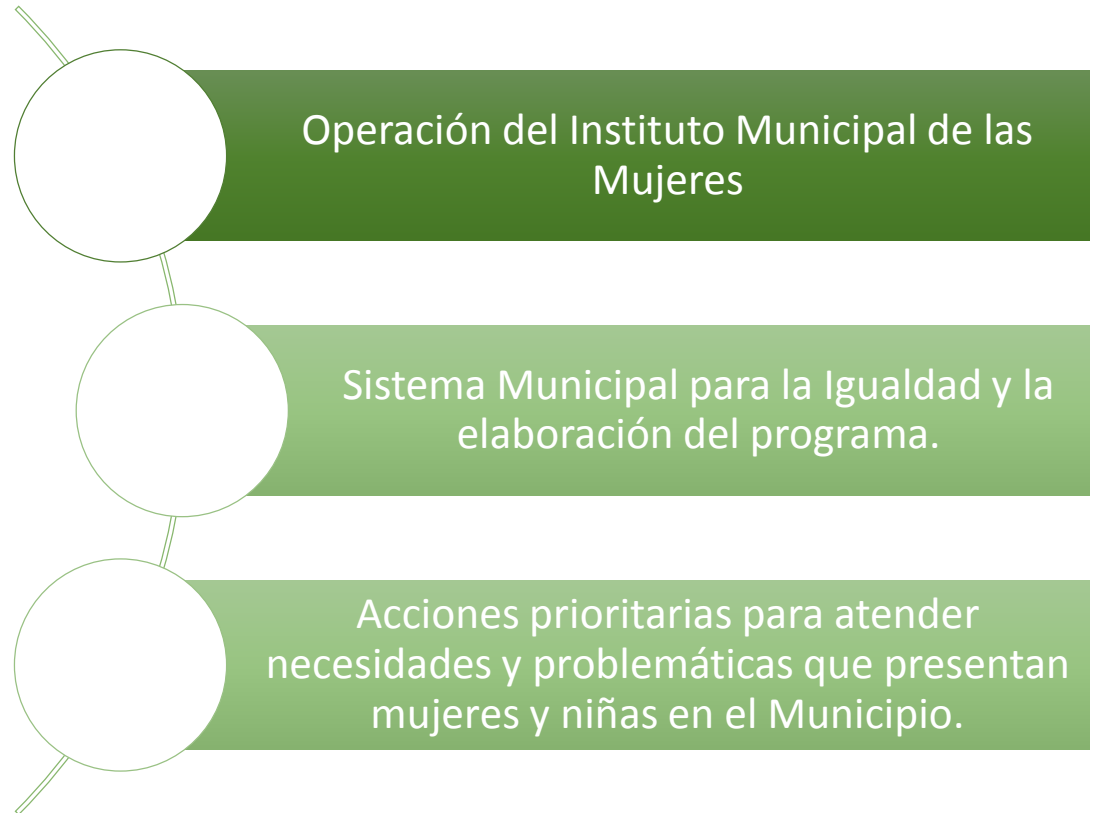 Operación del Instituto Municipal de las
Mujeres
Sistema Municipal para la Igualdad y la
elaboración del programa.
Acciones prioritarias para atender
necesidades y problemáticas que presentan
mujeres y niñas en el Municipio.